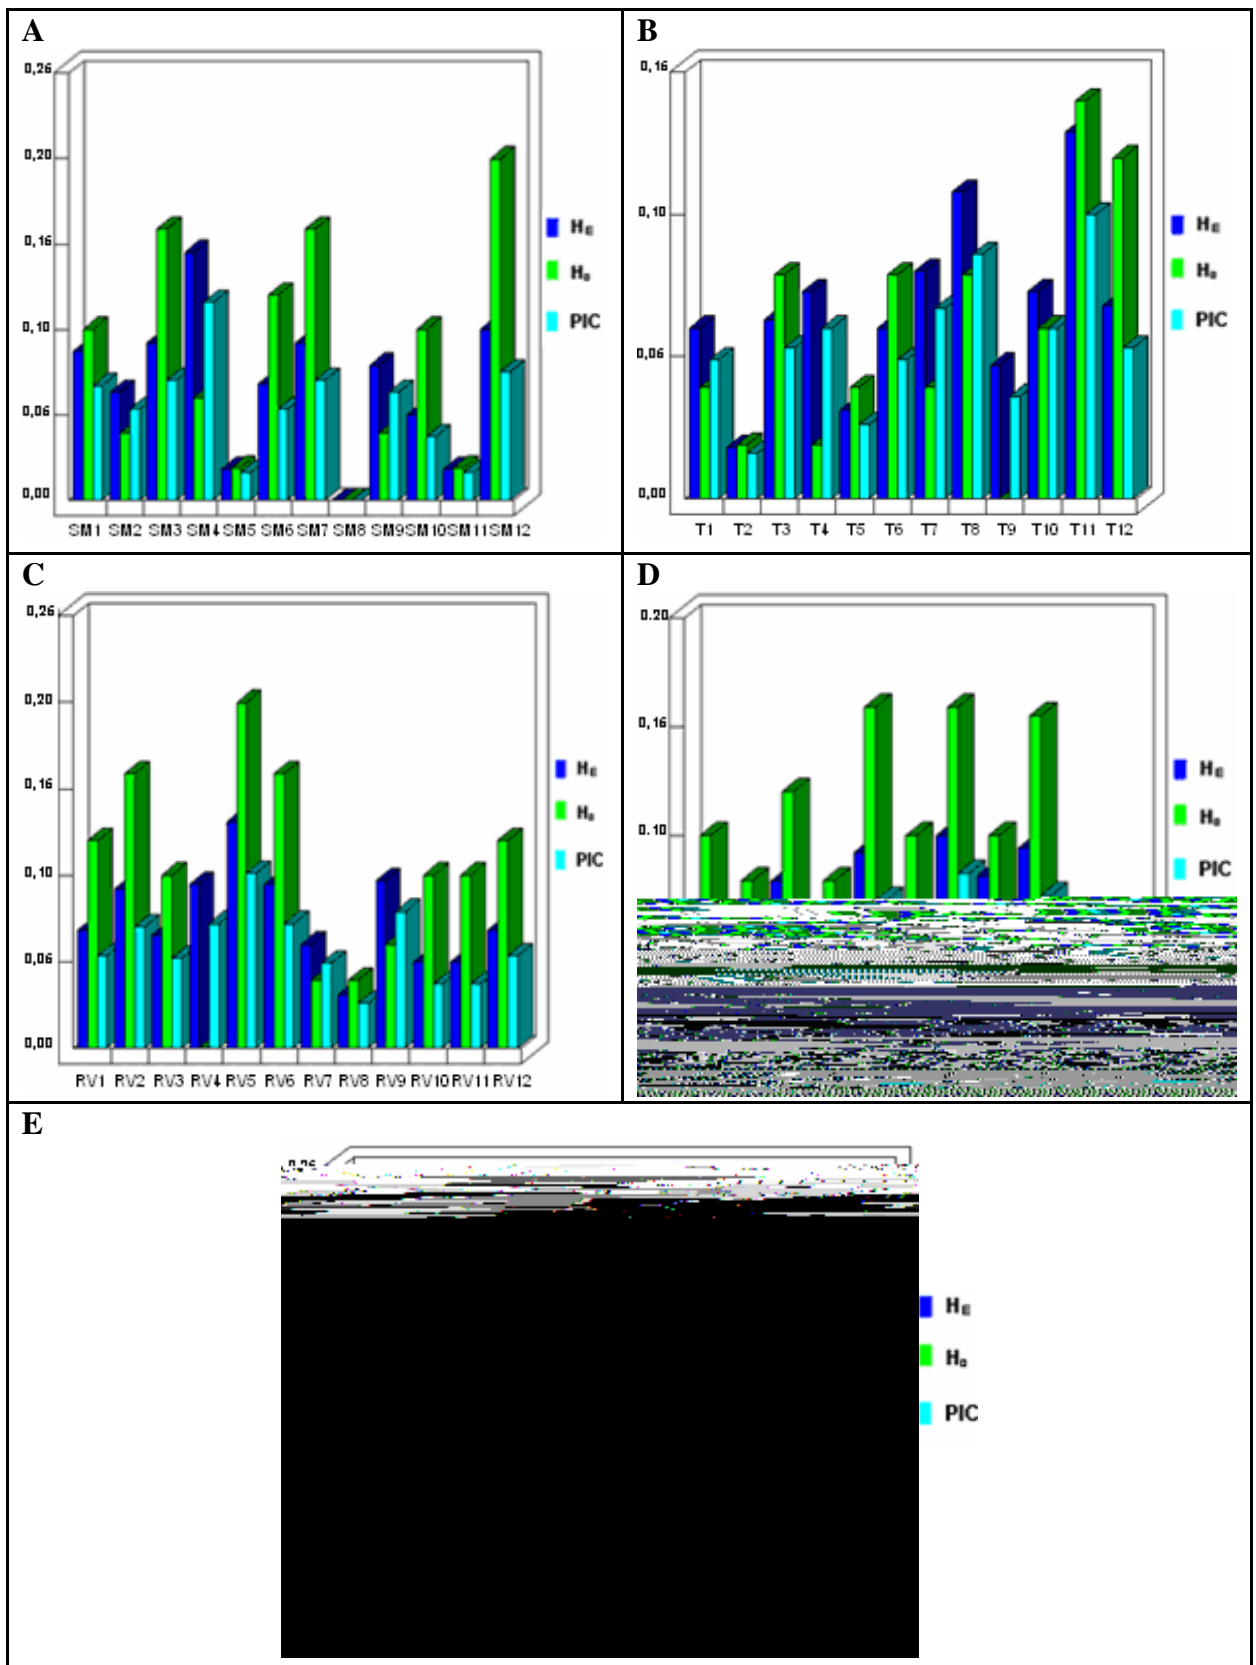 A
0,26
0,20
0,16
0,10
0,06
0,00
SM1 SM2 SM3 SM4 SM5 SM6 SM7 SM8 SM9 SM10 SM11 SM12
HE
Ho
PIC
B
0,16
0,10
0,06
0,00
T1 T2 T3 T4 T5 T6 T7 T8 T9 T10 T11 T12
HE
Ho
PIC
C
0,26
0,20
0,16
0,10
0,06
0,00
RV1 RV2 RV3 RV4 RV5 RV6 RV7 RV8 RV9 RV10 RV11 RV12
HE
Ho
PIC
D
0.20
0,16
0.10
HE
Ho
PIC
E
HE
Ho
PIC